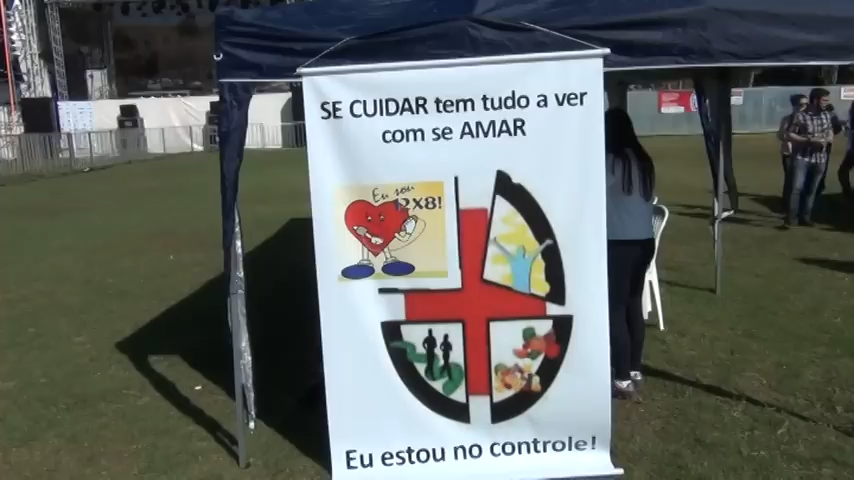 SE CUIDAR tem tudo a ver
com se AMAR
Eu sou
12X8!
Eu estou no controle!